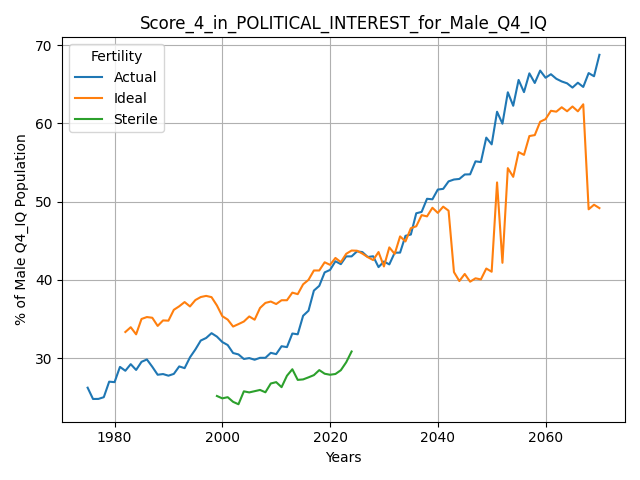 Score_4_in_POLITICAL_INTEREST_for_Male_Q4_IQ
Fertility
Actual
Ideal
Sterile
% of Male Q4_IQ Population
70
60
50
40
30
1980
2000
2020
2040
2060
Years